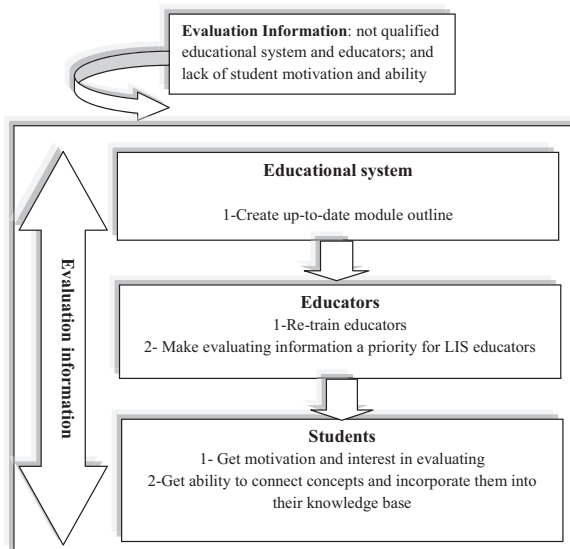 Evaluation Information: not qualified
educational system and educators; and
lack of student motivation and ability
Educational system
1-Create up-to-date module outline
Evaluation information
Educators
1-Re-train educators
2- Make evaluating information a priority for LIS educators
Students
1- Get motivation and interest in evaluating
2-Get ability to connect concepts and incorporate them into
their knowledge base